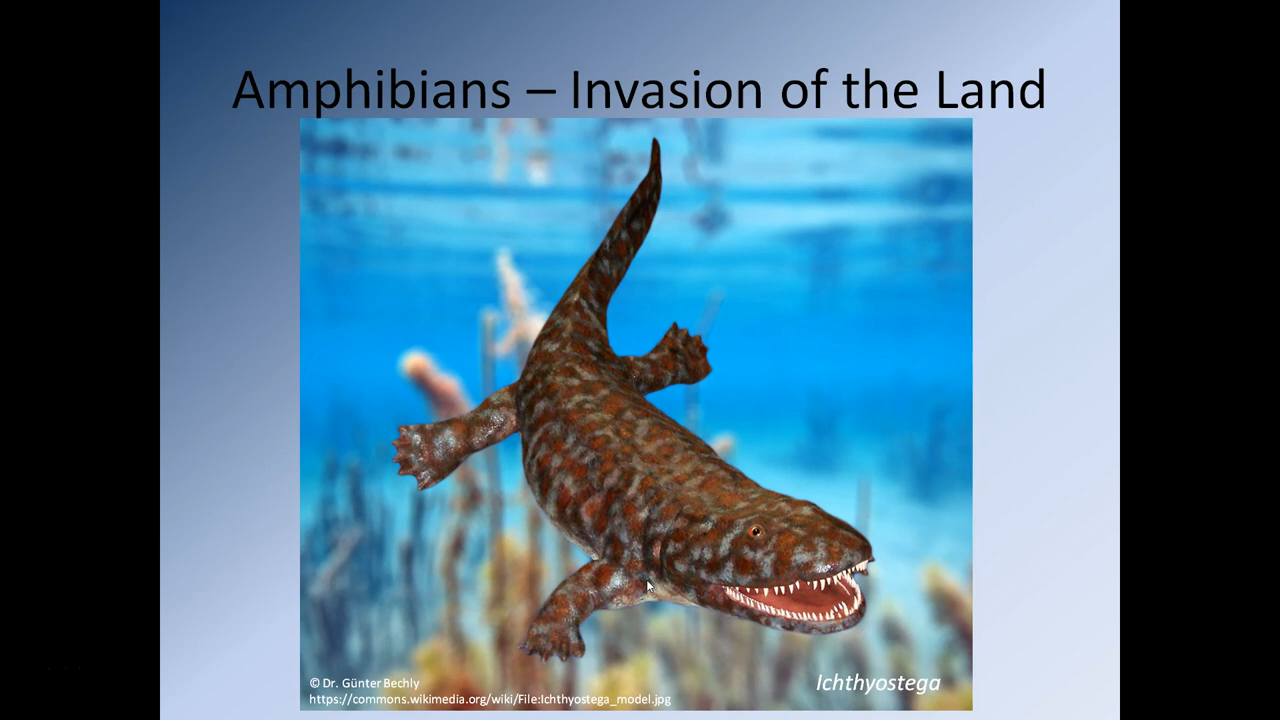 Amphibians – Invasion of the Land
© Dr. Günter Bechly
https://commons.wikimedia.org/wiki/File:Ichthyostega_model.jpg
Ichthyostega